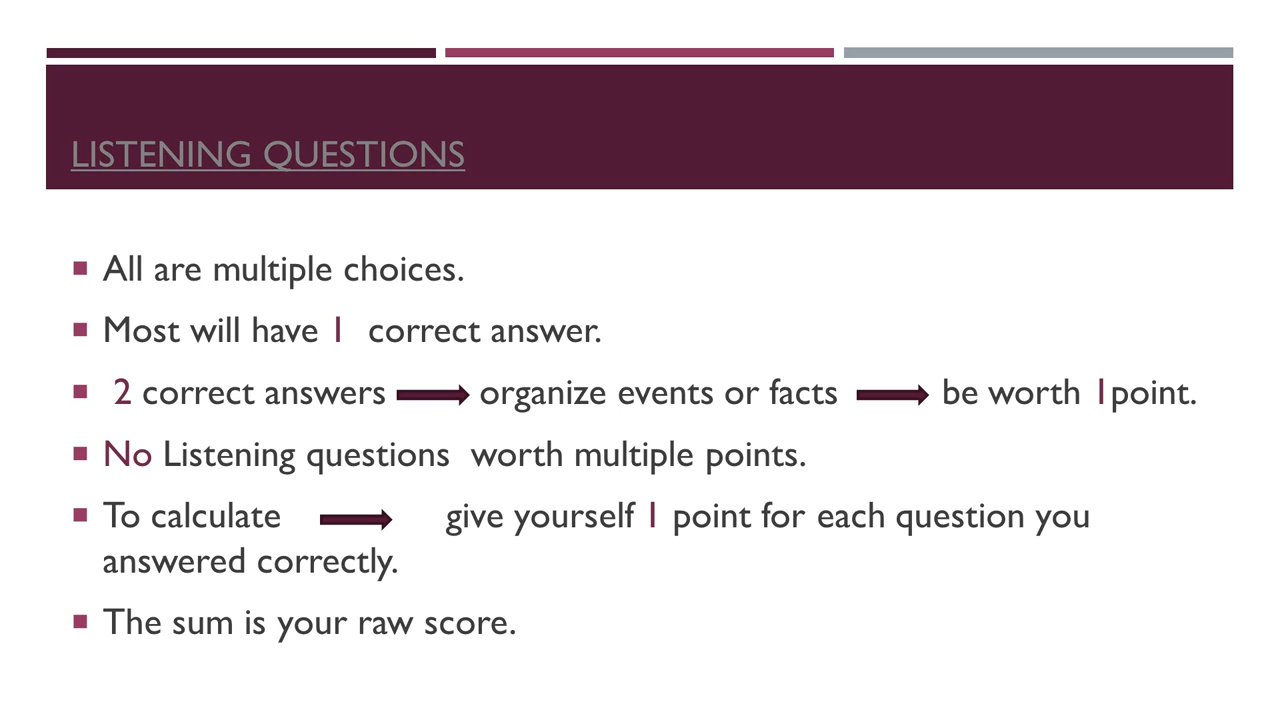 LISTENING QUESTIONS
All are multiple choices.
Most will have 1 correct answer.
2 correct answers organize events or facts be worth 1point.
No Listening questions worth multiple points.
To calculate give yourself 1 point for each question you
answered correctly.
The sum is your raw score.